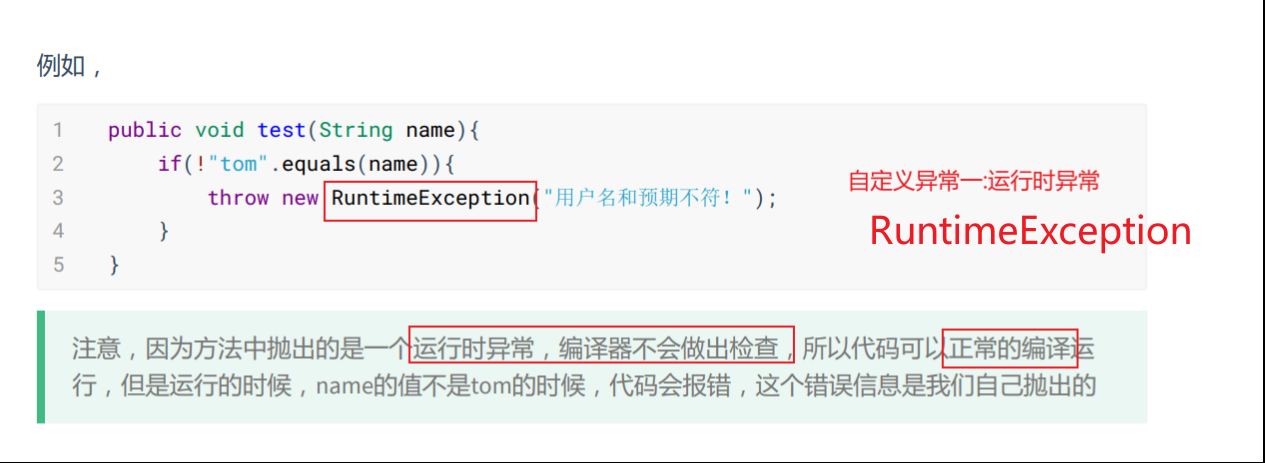 例如，
1 public void test(String name){
2 if(!"tom".equals(name)){
3 throw new RuntimeException("用户名和预期不符！");
4 }
5 }
自定义异常一:运行时异常
RuntimeException
注意，因为方法中抛出的是一个运行时异常，编译器不会做出检查，所以代码可以正常的编译运
行，但是运行的时候，name的值不是tom的时候，代码会报错，这个错误信息是我们自己抛出的